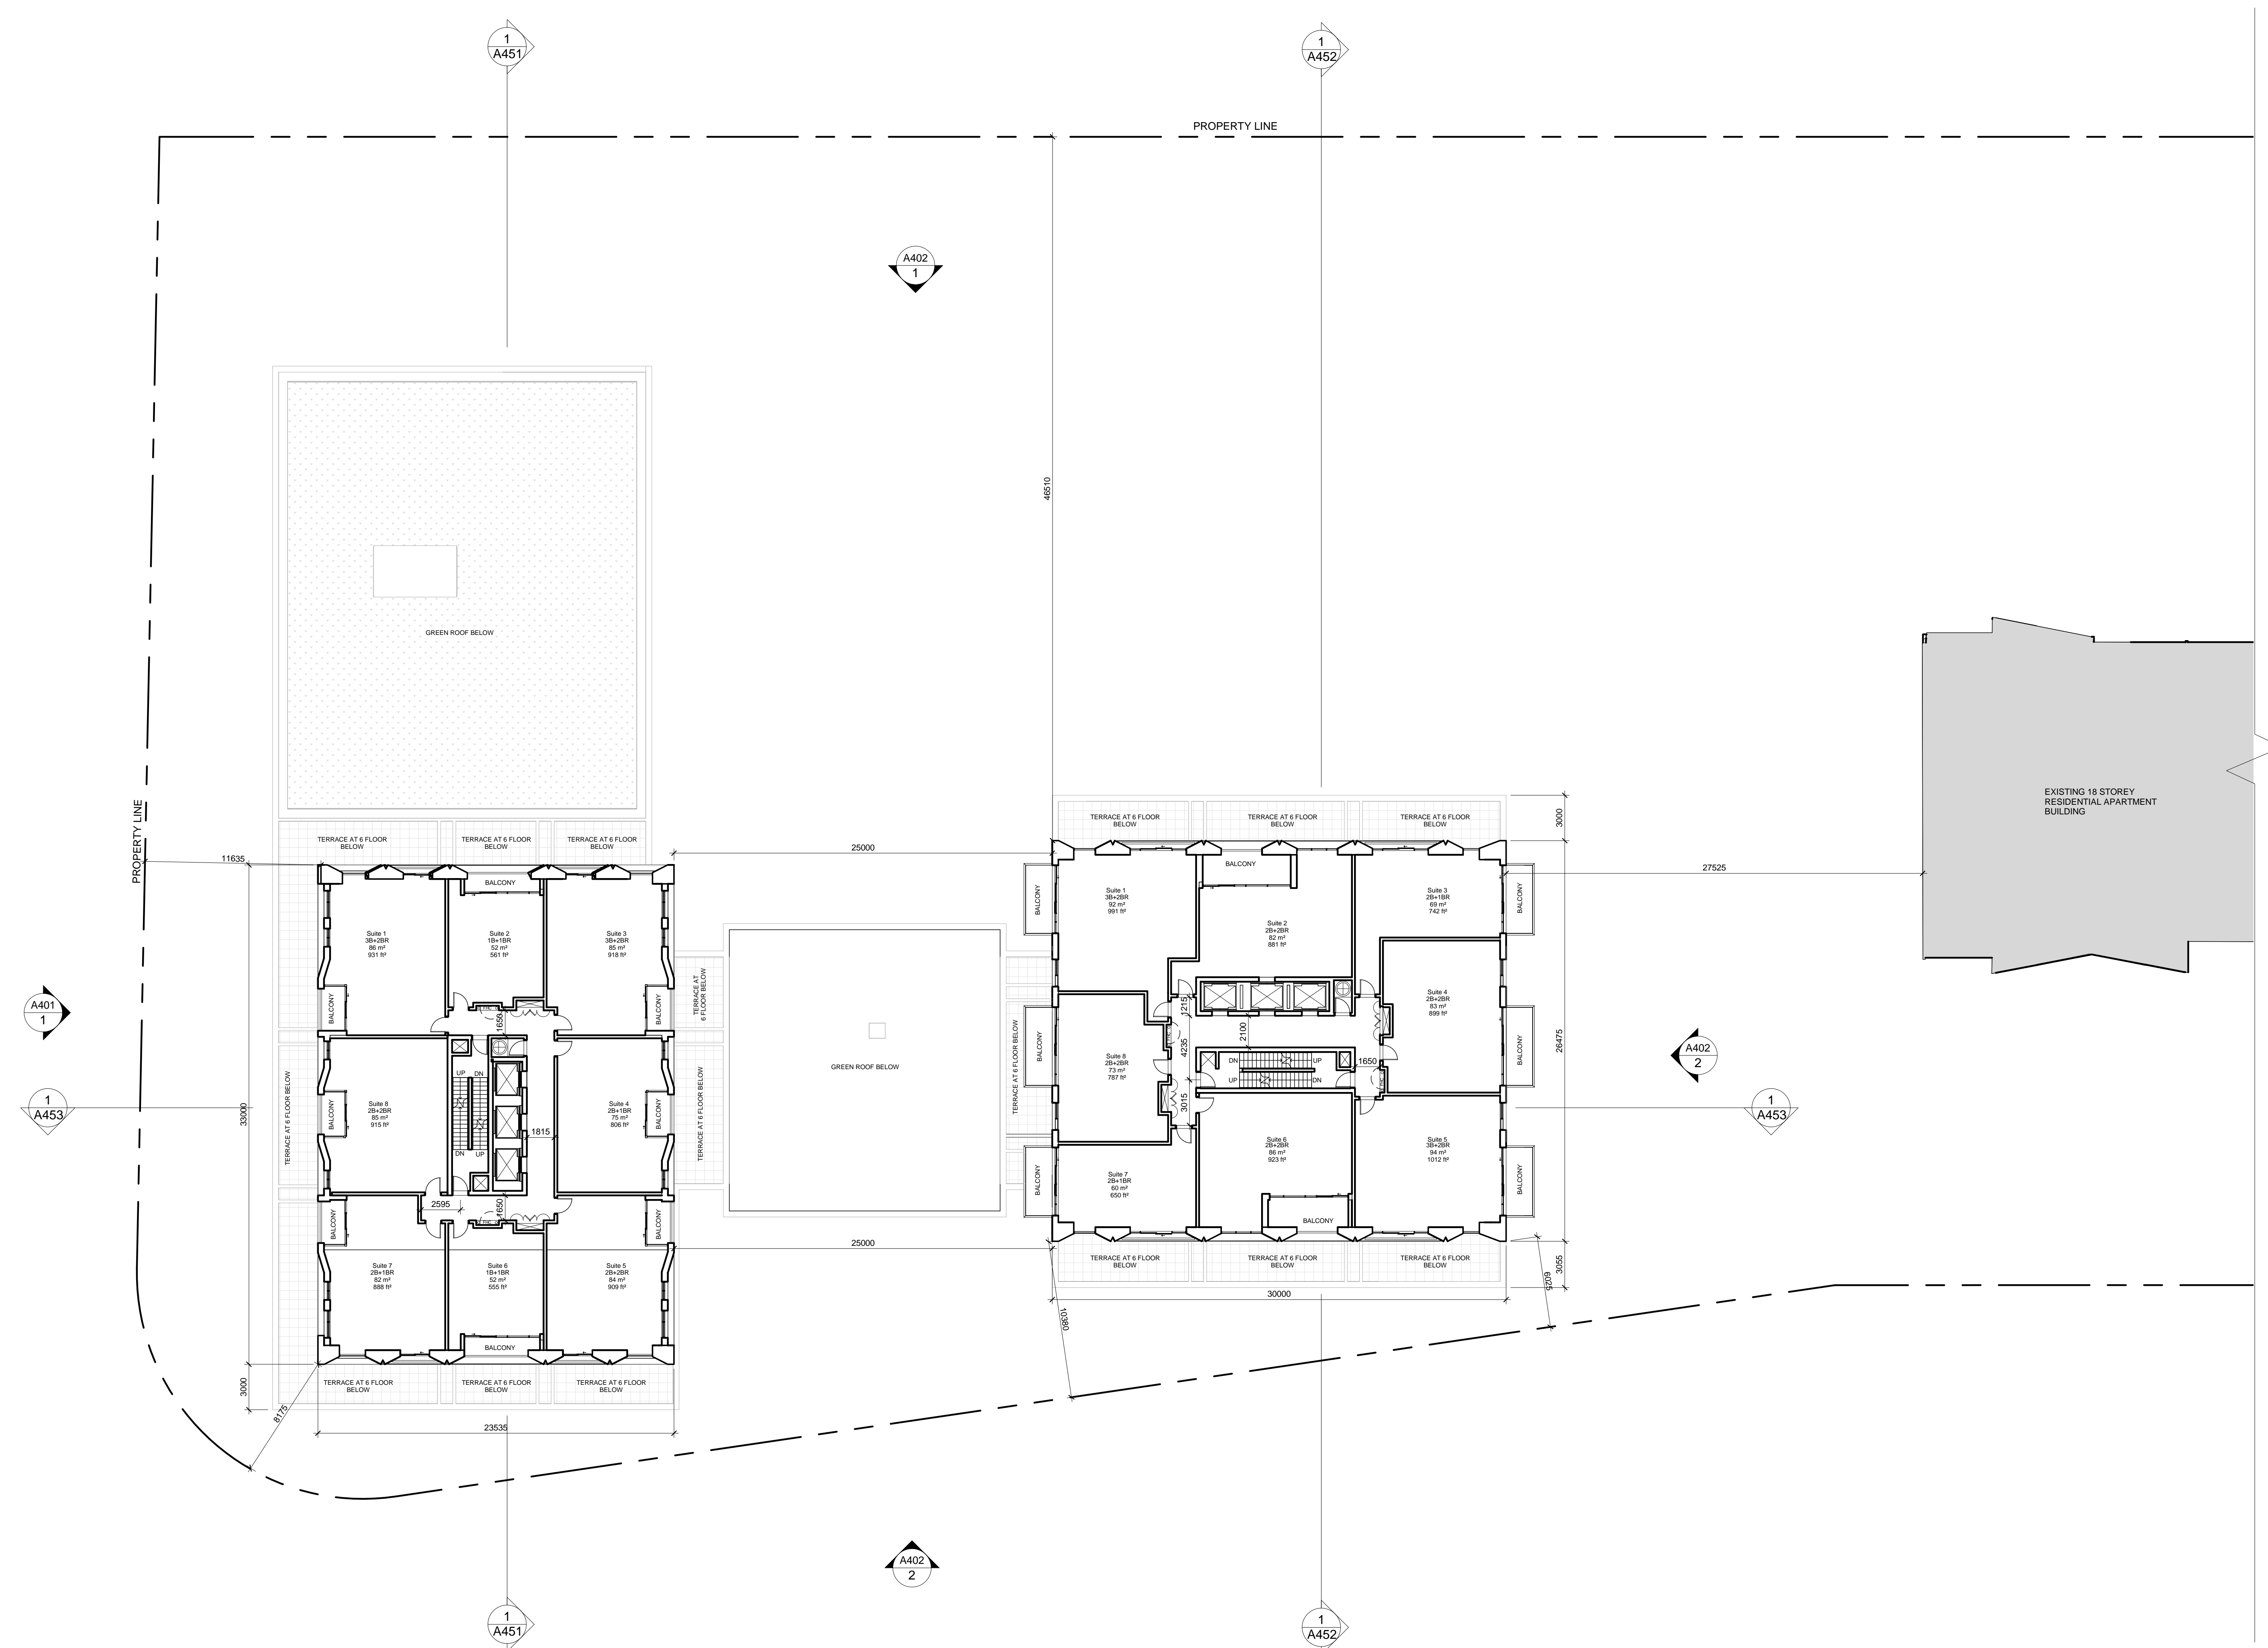 1
A451
1
A452
PROPERTY LINE
A402
1
46510
GREEN ROOF BELOW
PROPERTY LINE
11635
TERRACE AT 6 FLOOR
BELOW
TERRACE AT 6 FLOOR
BELOW
TERRACE AT 6 FLOOR
BELOW
25000
TERRACE AT 6 FLOOR
BELOW
TERRACE AT 6 FLOOR
BELOW
TERRACE AT 6 FLOOR
BELOW
3000
27525
EXISTING 18 STOREY
RESIDENTIAL APARTMENT
BUILDING
BALCONY
Suite 1
3B+2BR
86 m²
931 ft²
Suite 2
1B+1BR
52 m²
561 ft²
Suite 3
3B+2BR
85 m²
918 ft²
BALCONY
BALCONY
TERRACE AT
6 FLOOR BELOW
A401
1
1
A453
33000
TERRACE AT 6 FLOOR BELOW
BALCONY
Suite 8
2B+2BR
85 m²
915 ft²
UP
DN
DN
UP
1650
1815
Suite 4
2B+1BR
75 m²
806 ft²
BALCONY
TERRACE AT 6 FLOOR BELOW
2595
1650
BALCONY
BALCONY
Suite 7
2B+1BR
82 m²
888 ft²
Suite 6
1B+1BR
52 m²
555 ft²
Suite 5
2B+2BR
84 m²
909 ft²
BALCONY
TERRACE AT 6 FLOOR
BELOW
TERRACE AT 6 FLOOR
BELOW
TERRACE AT 6 FLOOR
BELOW
3000
8175
23535
GREEN ROOF BELOW
25000
TERRACE AT 6 FLOOR BELOW
BALCONY
Suite 1
3B+2BR
92 m²
991 ft²
BALCONY
Suite 2
2B+2BR
82 m²
881 ft²
Suite 3
2B+1BR
69 m²
742 ft²
BALCONY
BALCONY
Suite 8
2B+2BR
73 m²
787 ft²
1215
4235
2100
3015
DN
UP
UP
DN
1650
Suite 4
2B+2BR
83 m²
899 ft²
BALCONY
26475
A402
2
1
A453
BALCONY
Suite 7
2B+1BR
60 m²
650 ft²
Suite 6
2B+2BR
86 m²
923 ft²
BALCONY
Suite 5
3B+2BR
94 m²
1012 ft²
BALCONY
TERRACE AT 6 FLOOR
BELOW
TERRACE AT 6 FLOOR
BELOW
TERRACE AT 6 FLOOR
BELOW
3055
6025
30000
10380
A402
2
1
A451
1
A452